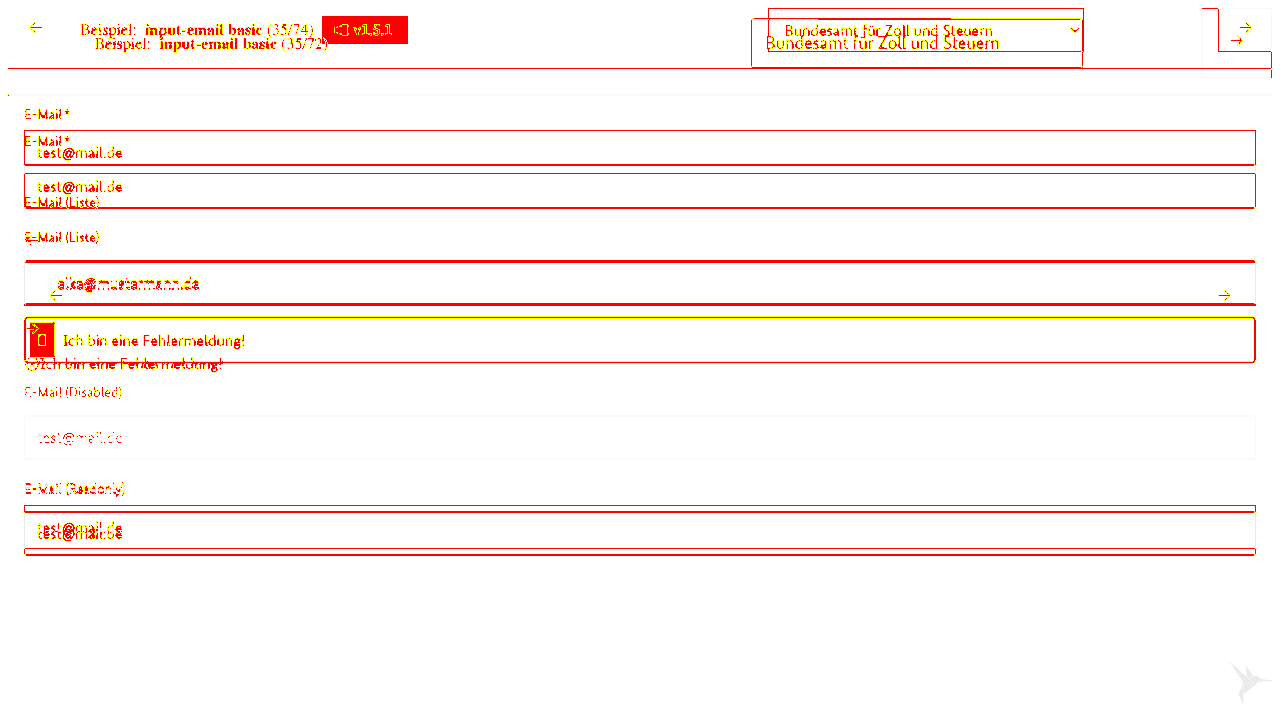 Beispiel: input-email basic (35/74) v1.5.1 Bundesamt für Zoll und Steuern
Beispiel: input-email basic (35/72) Bundesamt für Zoll und Steuern
E-Mail *
E-Mail *
test@mail.de
test@mail.de
E-Mail (Liste)
E-Mail (Liste)
elke@mustermann.de
Ich bin eine Fehlermeldung!
Ich bin eine Fehlermeldung!
E-Mail (Disabled)
test@mail.de
E-Mail (Readonly)
test@mail.de
test@mail.de